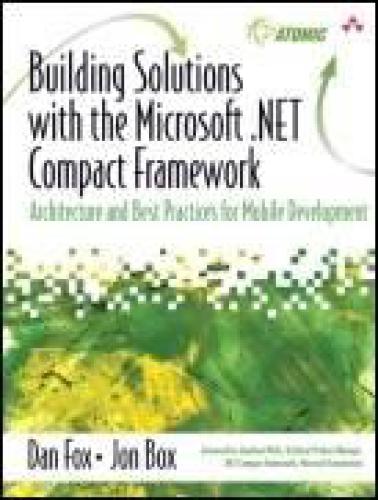 ATOMIC
Building Solutions
with the Microsoft .NET
Compact Framework
Architecture and Best Practices for Mobile Development
Dan Fox • Jon Box